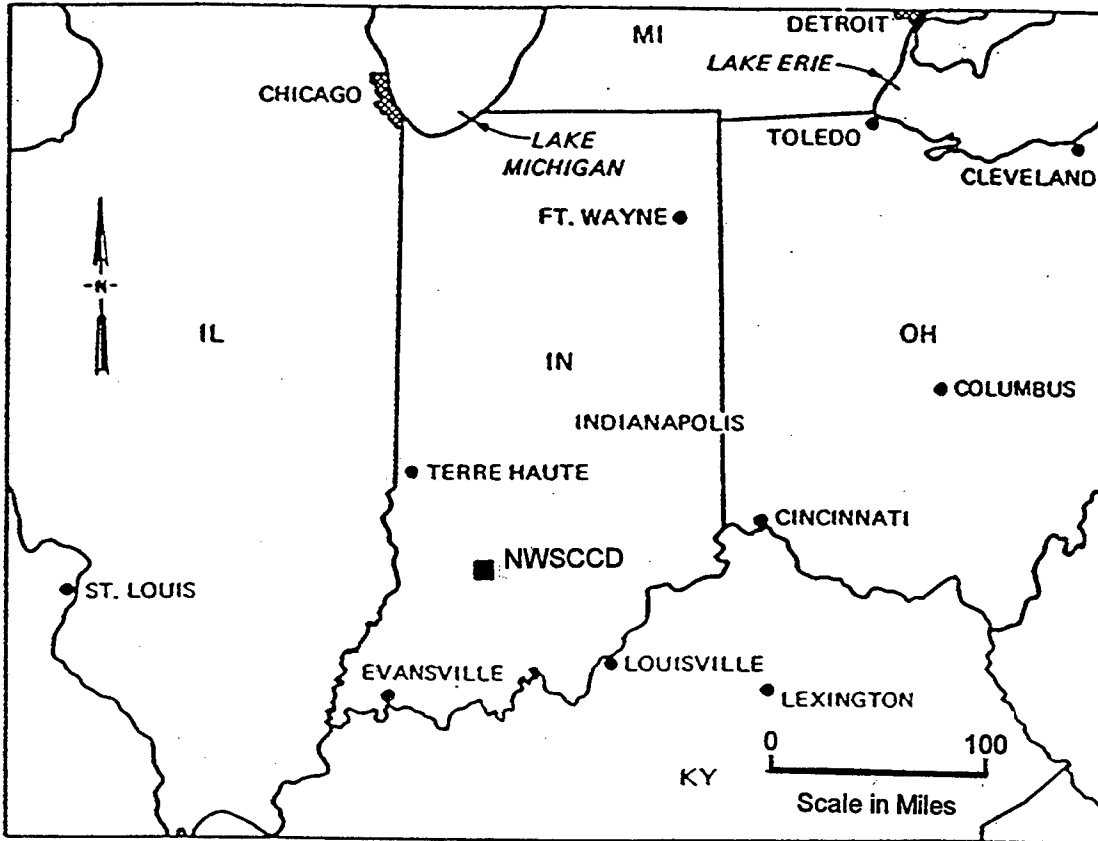 DETROIT
MI
LAKE ERIE
CHICAGO
LAKE
MICHIGAN
TOLEDO
CLEVELAND
FT. WAYNE
-N-
IL
IN
OH
COLUMBUS
INDIANAPOLIS
TERRE HAUTE
CINCINNATI
NWSCCD
ST. LOUIS
EVANSVILLE
LOUISVILLE
LEXINGTON
0 100
KY
Scale in Miles